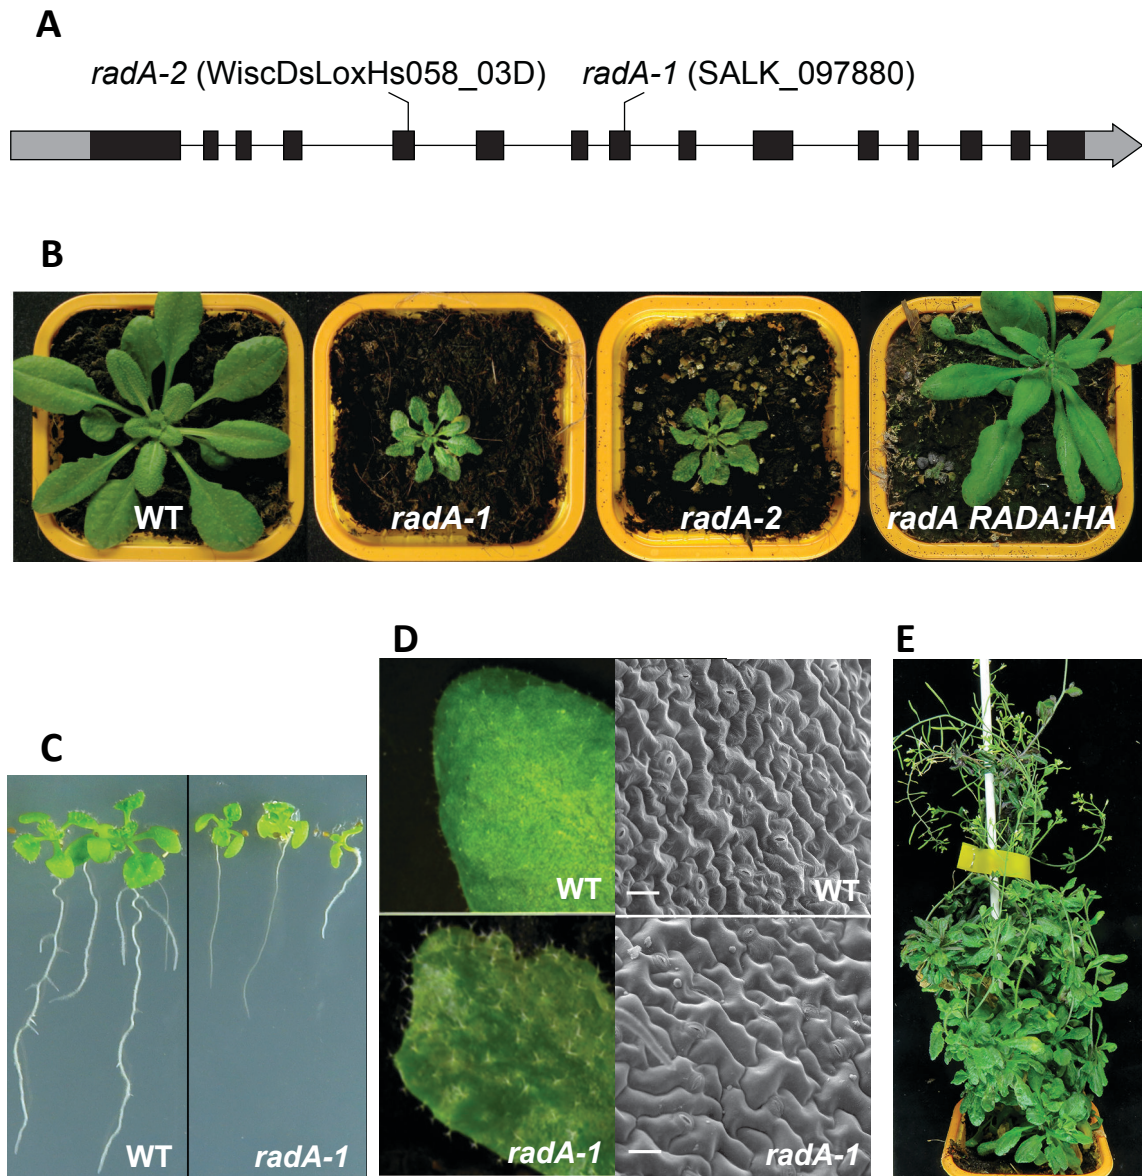 A
radA-2 (WiscDsLoxHs058_03D) radA-1 (SALK_097880)
B
WT radA-1 radA-2 radA RADA:HA
C
WT radA-1
D
WT WT
radA-1 radA-1
E